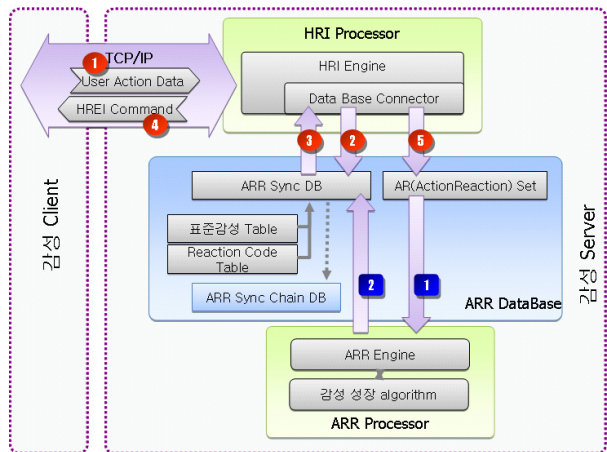 HRI Processor
TCP/IP
1
User Action Data
HREI Command
4
HRI Engine
Data Base Connector
3
2
5
ARR Sync DB
AR(ActionReaction) Set
표준감성 Table
Reaction Code
Table
ARR Sync Chain DB
2
1
ARR DataBase
ARR Engine
감성 성장 algorithm
ARR Processor
감성 Client
감성 Server